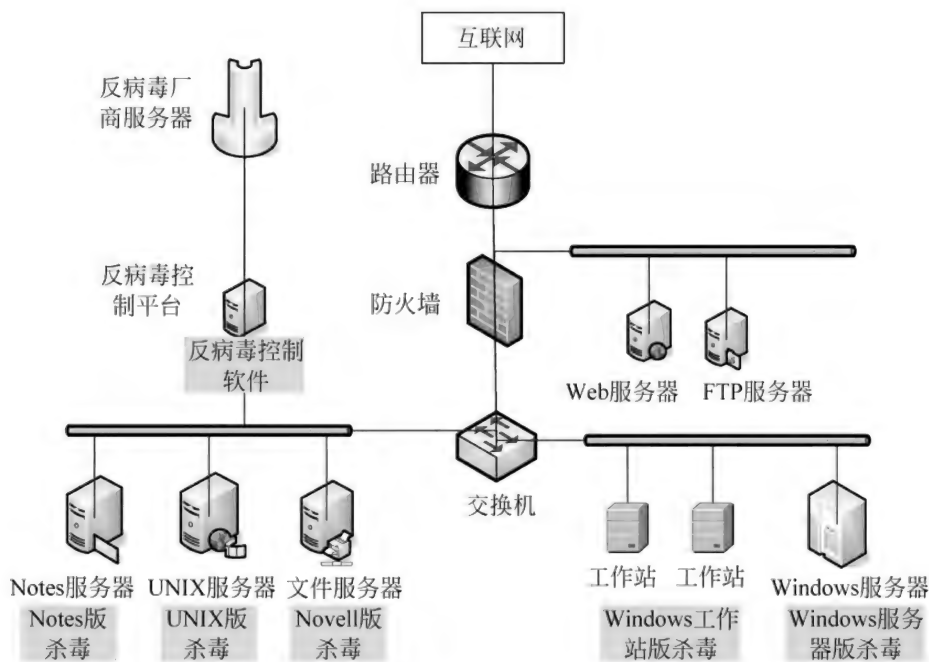 互联网
反病毒厂
商服务器
路由器
反病毒控
制平台
防火墙
反病毒控制
软件
Web服务器
FTP服务器
交换机
Notes服务器
UNIX服务器
文件服务器
工作站
工作站
Windows服务器
Notes版
杀毒
UNIX版
杀毒
Novell版
杀毒
Windows工作
站版杀毒
Windows服务
器版杀毒